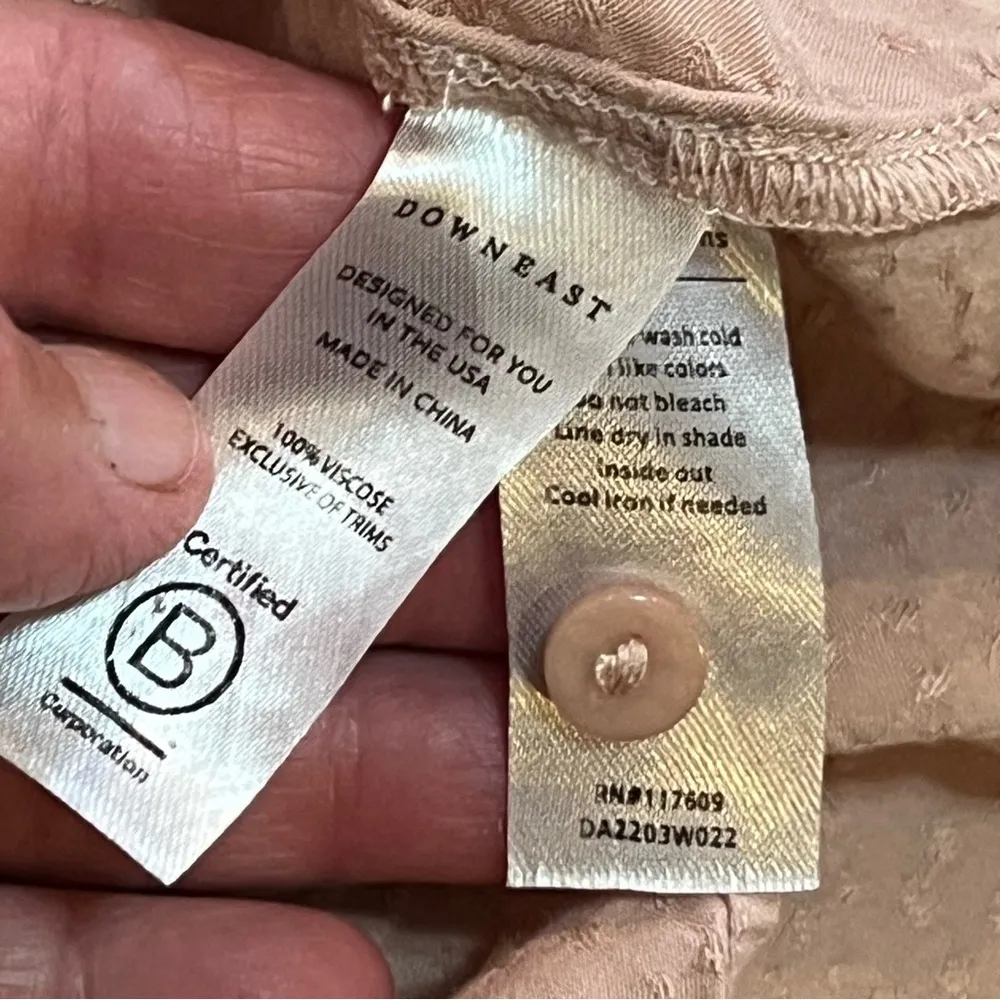 DOWNEAST
DESIGNED FOR YOU
IN THE USA
MADE IN CHINA
100% VISCOSE
EXCLUSIVE OF TRIMS
Certified
B
Corporation
wash cold
like colors
not bleach
Line dry in shade
inside out
Cool iron if needed
RN#117609
DA2203W022